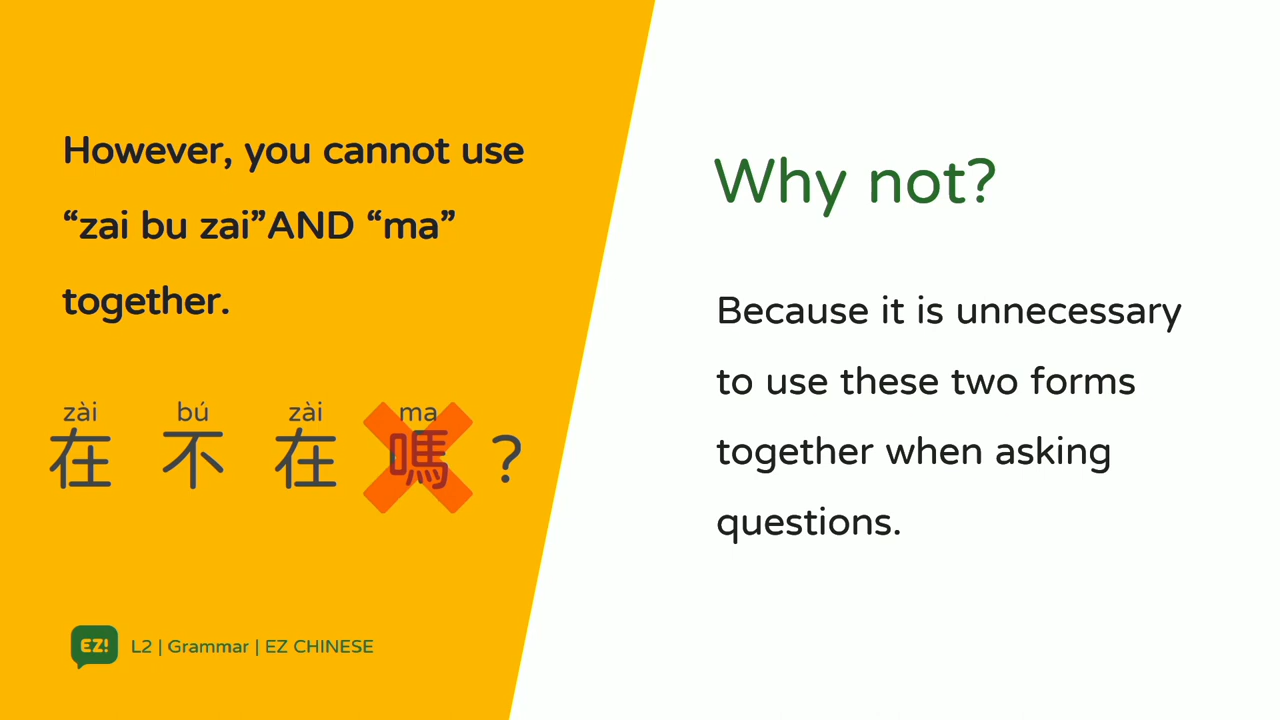 However, you cannot use
“zai bu zai”AND “ma”
together.
zài bú zài ma
在 不 在 嗎 ?
EZ! L2 | Grammar | EZ CHINESE
Why not?
Because it is unnecessary
to use these two forms
together when asking
questions.